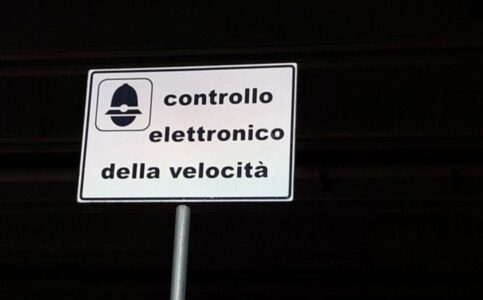 controllo
elettronico
della velocità